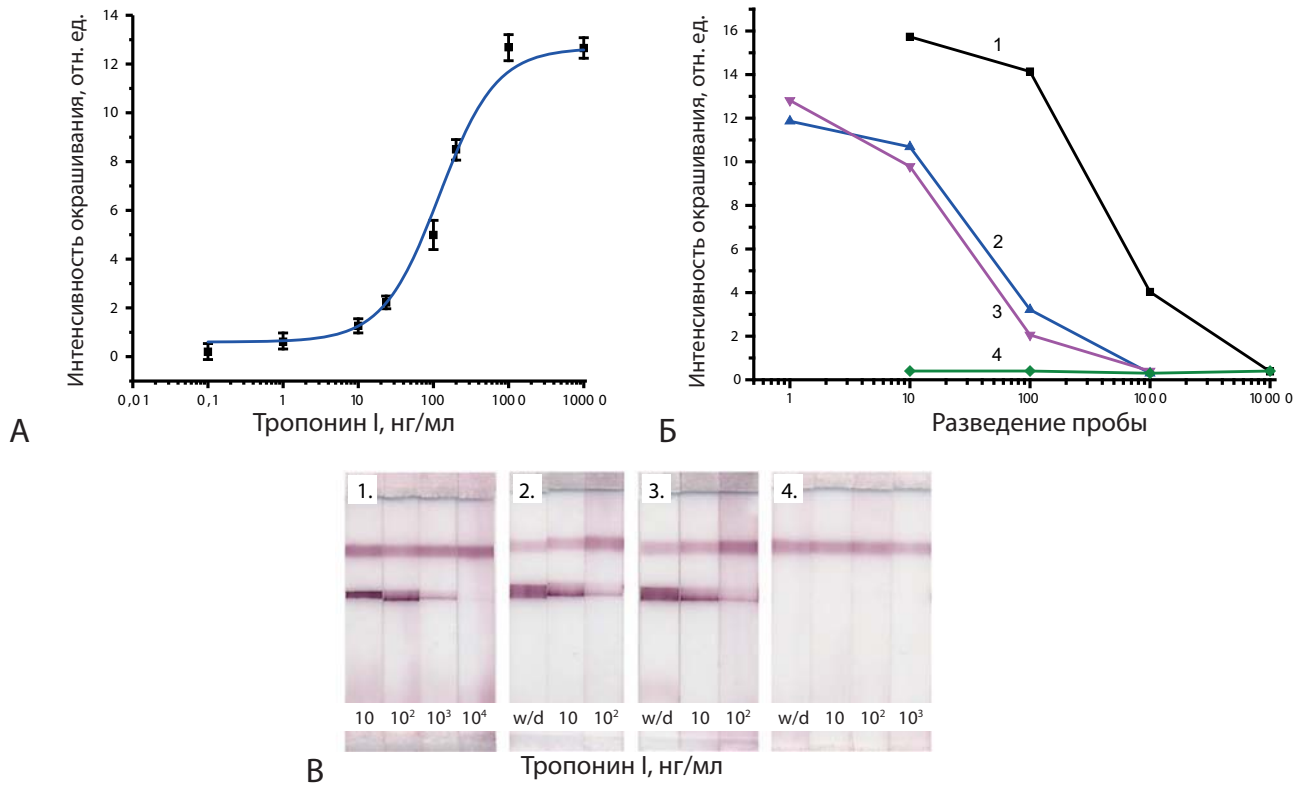 Интенсивность окрашивания, отн. ед.
14
12
10
8
6
4
2
0
0,01 0,1 1 10 100 1000 10000
Тропонин I, нг/мл
А
Интенсивность окрашивания, отн. ед.
16
14
12
10
8
6
4
2
0
1
2
3
4
1 10 100 1000 10000
Разведение пробы
Б
1. 2. 3. 4.
10 10² 10³ 10⁴ w/d 10 10² w/d 10 10² w/d 10 10² 10³
Тропонин I, нг/мл
В